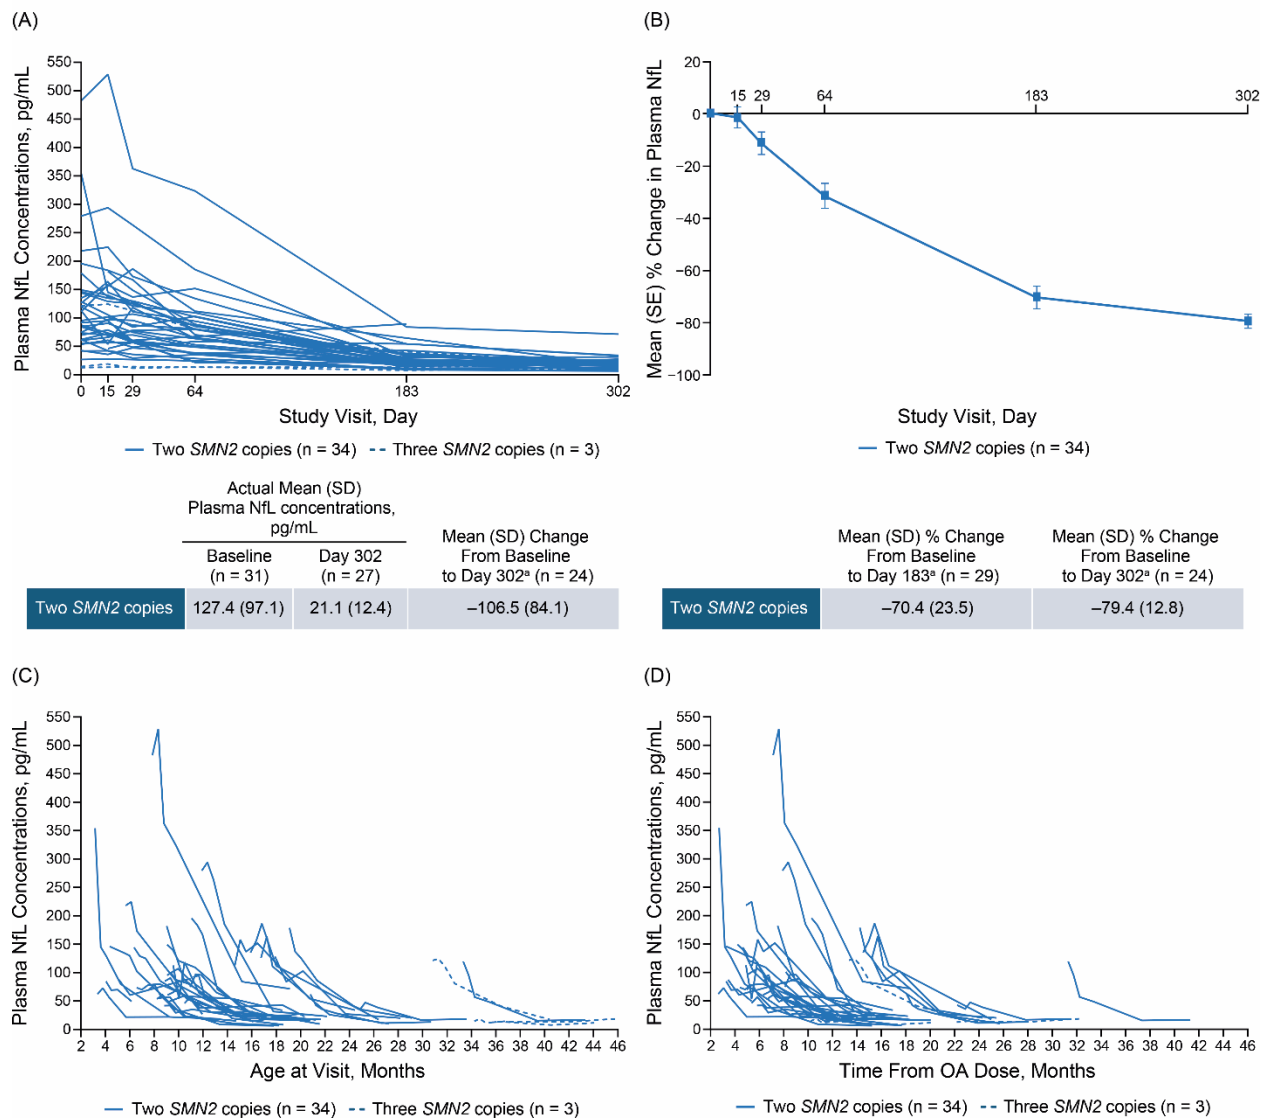 (A)
550
500
450
400
350
300
250
200
150
100
50
0
Plasma NfL Concentrations, pg/mL
0 15 29 64 183 302
Study Visit, Day
Two SMN2 copies (n = 34) Three SMN2 copies (n = 3)
Actual Mean (SD)
Plasma NfL concentrations,
pg/mL
Baseline
(n = 31)
Day 302
(n = 27)
Mean (SD) Change
From Baseline
to Day 302ᵃ (n = 24)
Two SMN2 copies 127.4 (97.1) 21.1 (12.4) –106.5 (84.1)
(B)
20
0
−20
−40
−60
−80
−100
Mean (SE) % Change in Plasma NfL
15 29 64 183 302
Study Visit, Day
Two SMN2 copies (n = 34)
Mean (SD) % Change
From Baseline
to Day 183ᵃ (n = 29)
Mean (SD) % Change
From Baseline
to Day 302ᵃ (n = 24)
Two SMN2 copies –70.4 (23.5) –79.4 (12.8)
(C)
550
500
450
400
350
300
250
200
150
100
50
0
Plasma NfL Concentrations, pg/mL
2 4 6 8 10 12 14 16 18 20 22 24 26 28 30 32 34 36 38 40 42 44 46
Age at Visit, Months
Two SMN2 copies (n = 34) Three SMN2 copies (n = 3)
(D)
550
500
450
400
350
300
250
200
150
100
50
0
Plasma NfL Concentrations, pg/mL
2 4 6 8 10 12 14 16 18 20 22 24 26 28 30 32 34 36 38 40 42 44 46
Time From OA Dose, Months
Two SMN2 copies (n = 34) Three SMN2 copies (n = 3)